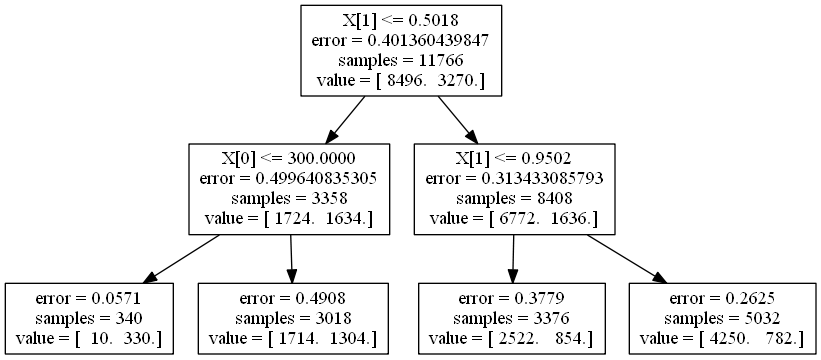 X[1] <= 0.5018
error = 0.401360439847
samples = 11766
value = [ 8496.  3270.]
X[0] <= 300.0000
error = 0.499640835305
samples = 3358
value = [ 1724.  1634.]
X[1] <= 0.9502
error = 0.313433085793
samples = 8408
value = [ 6772.  1636.]
error = 0.0571
samples = 340
value = [  10.  330.]
error = 0.4908
samples = 3018
value = [ 1714.  1304.]
error = 0.3779
samples = 3376
value = [ 2522.   854.]
error = 0.2625
samples = 5032
value = [ 4250.   782.]